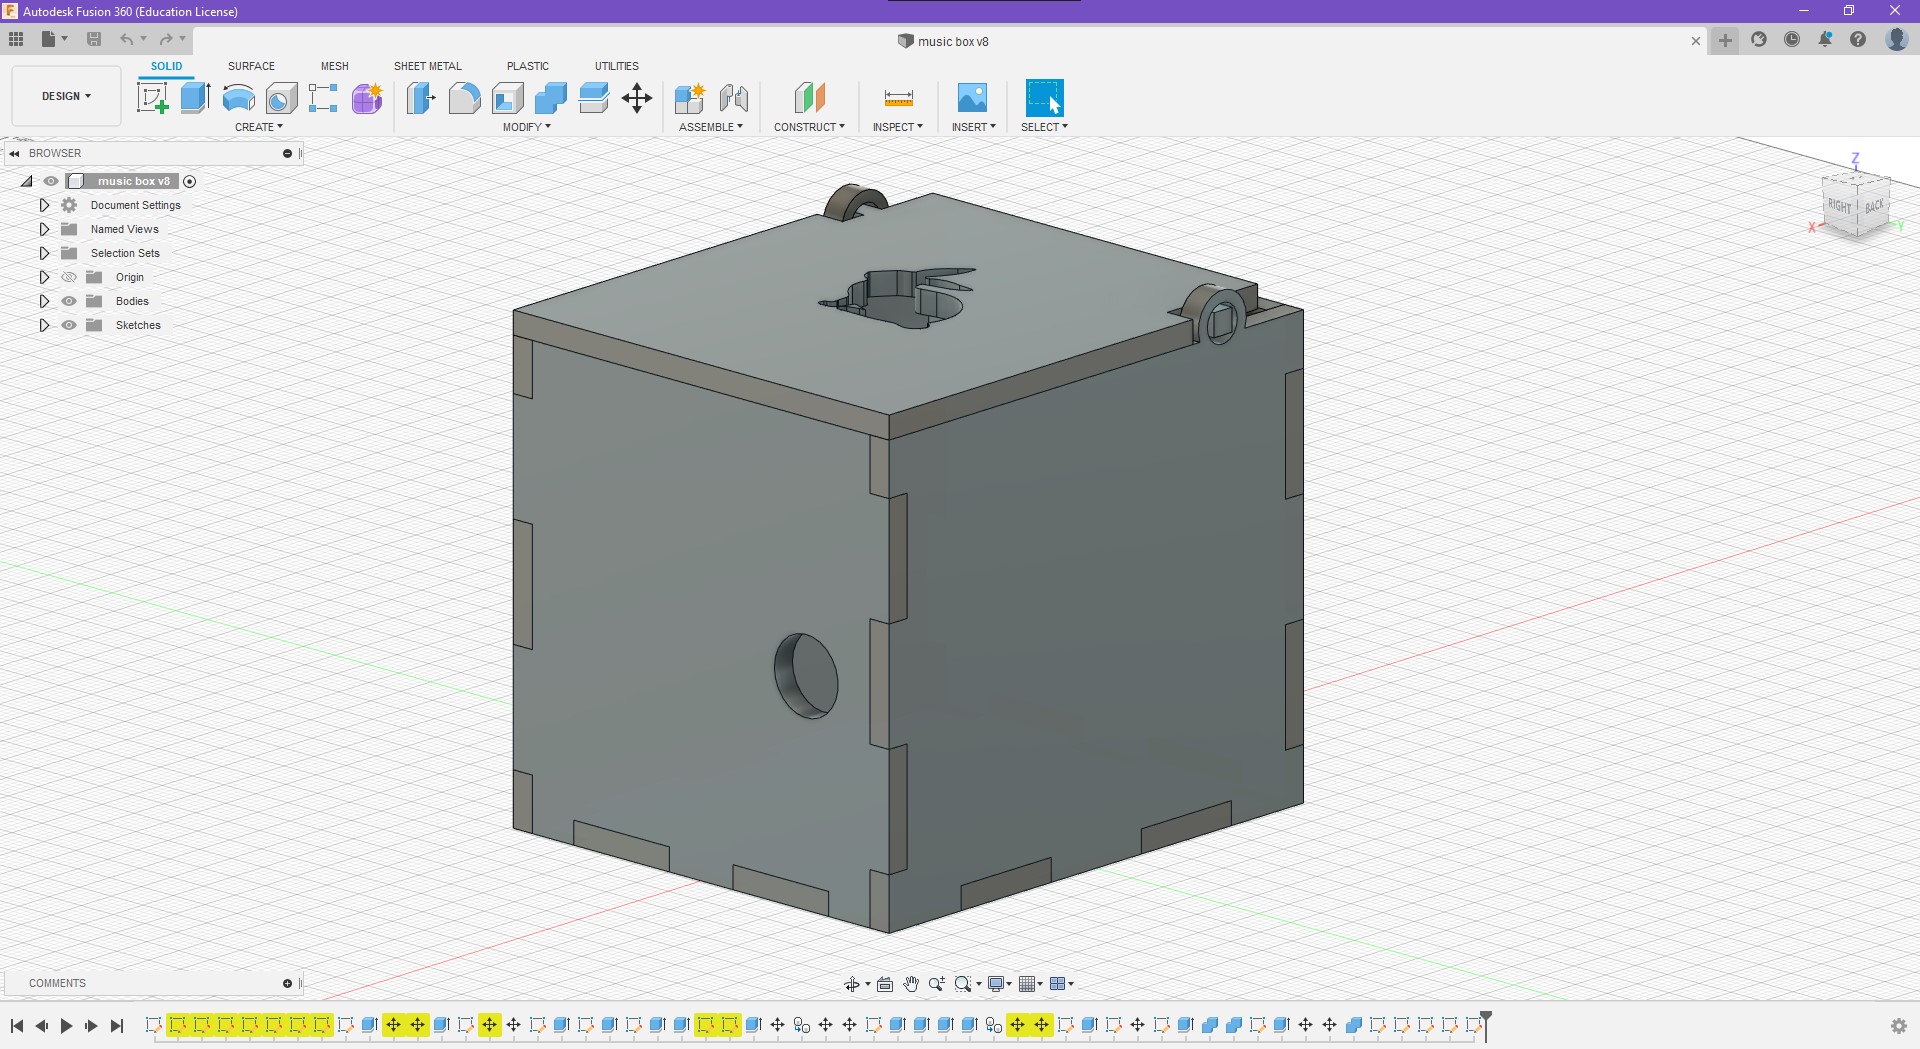 Autodesk Fusion 360 (Education License)
music box v8
SOLID SURFACE MESH SHEET METAL PLASTIC UTILITIES
DESIGN
CREATE MODIFY ASSEMBLE CONSTRUCT INSPECT INSERT SELECT
BROWSER
music box v8
Document Settings
Named Views
Selection Sets
Origin
Bodies
Sketches
Z
RIGHT BACK
X Y
COMMENTS